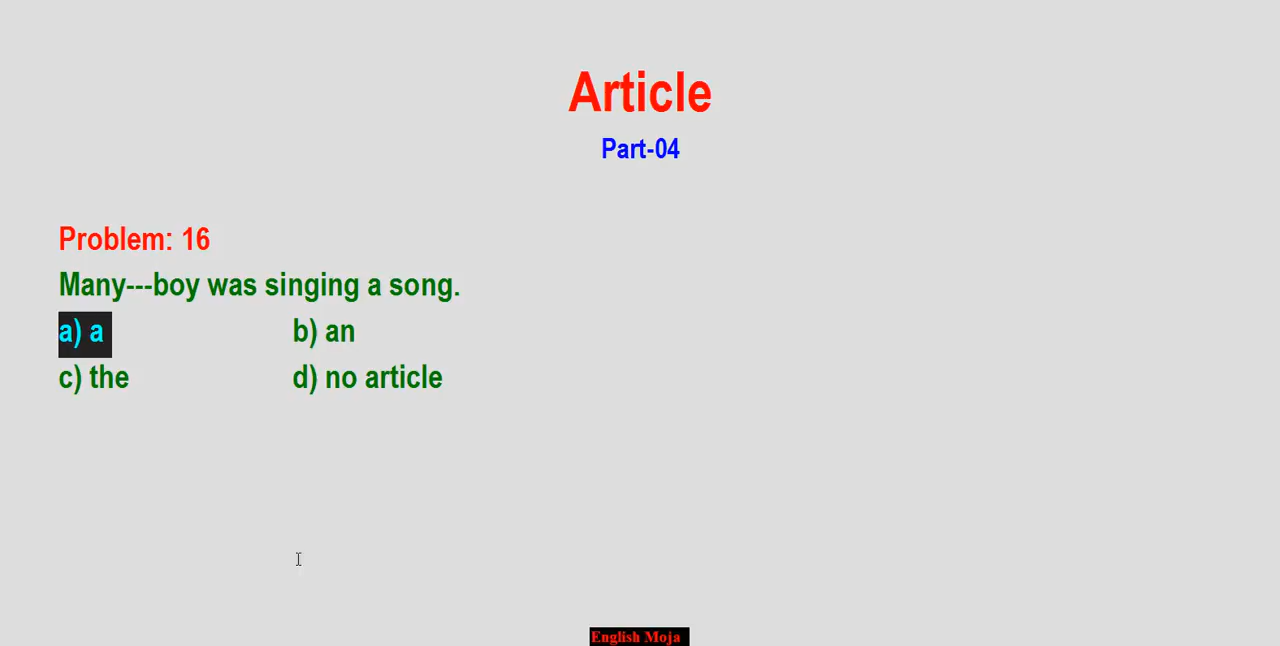 Article
Part-04
Problem: 16
Many---boy was singing a song.
a) a b) an
c) the d) no article
English Moja